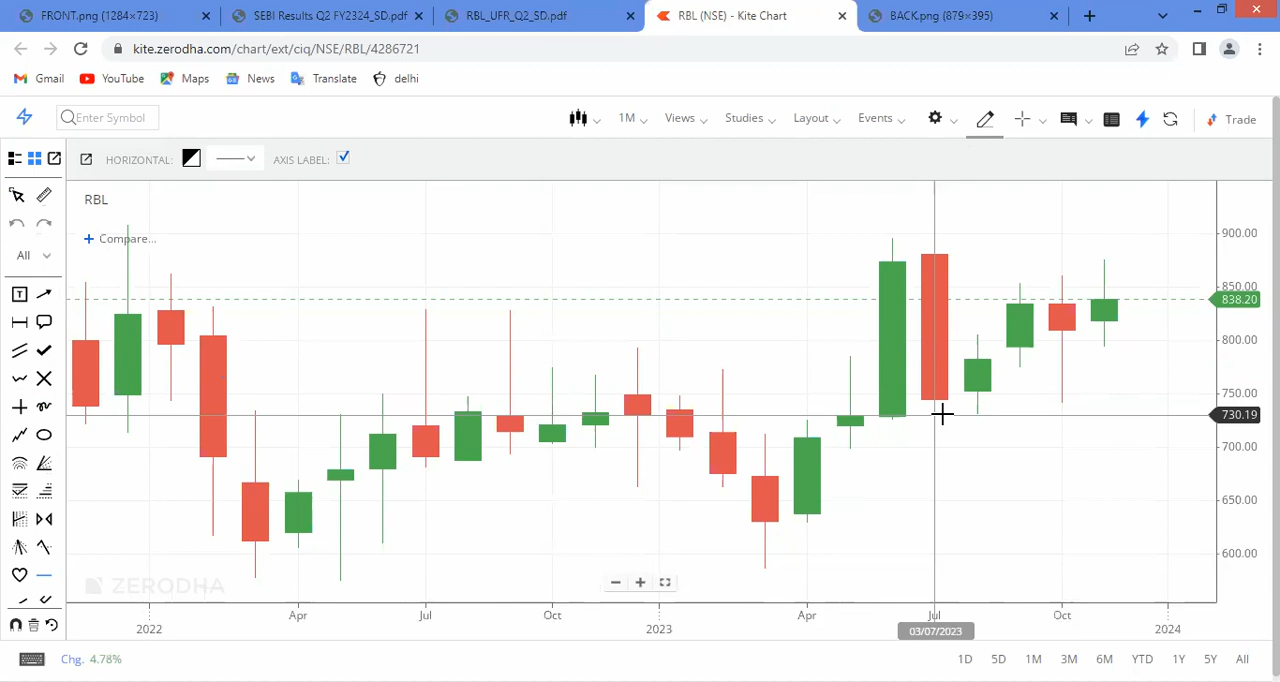 FRONT.png (1284×723)
SEBI Results Q2 FY2324_SD.pdf
RBL_UFR_Q2_SD.pdf
RBL (NSE) - Kite Chart
BACK.png (879×395)
kite.zerodha.com/chart/ext/ciq/NSE/RBL/4286721
Gmail YouTube Maps News Translate delhi
Enter Symbol 1M Views Studies Layout Events Trade
HORIZONTAL: AXIS LABEL:
RBL
Compare...
All
T
900.00
850.00
838.20
800.00
750.00
730.19
700.00
650.00
600.00
ZERODHA
Apr Jul Oct Apr Jul Oct
2022 2023 03/07/2023 2024
Chg. 4.78% 1D 5D 1M 3M 6M YTD 1Y 5Y All